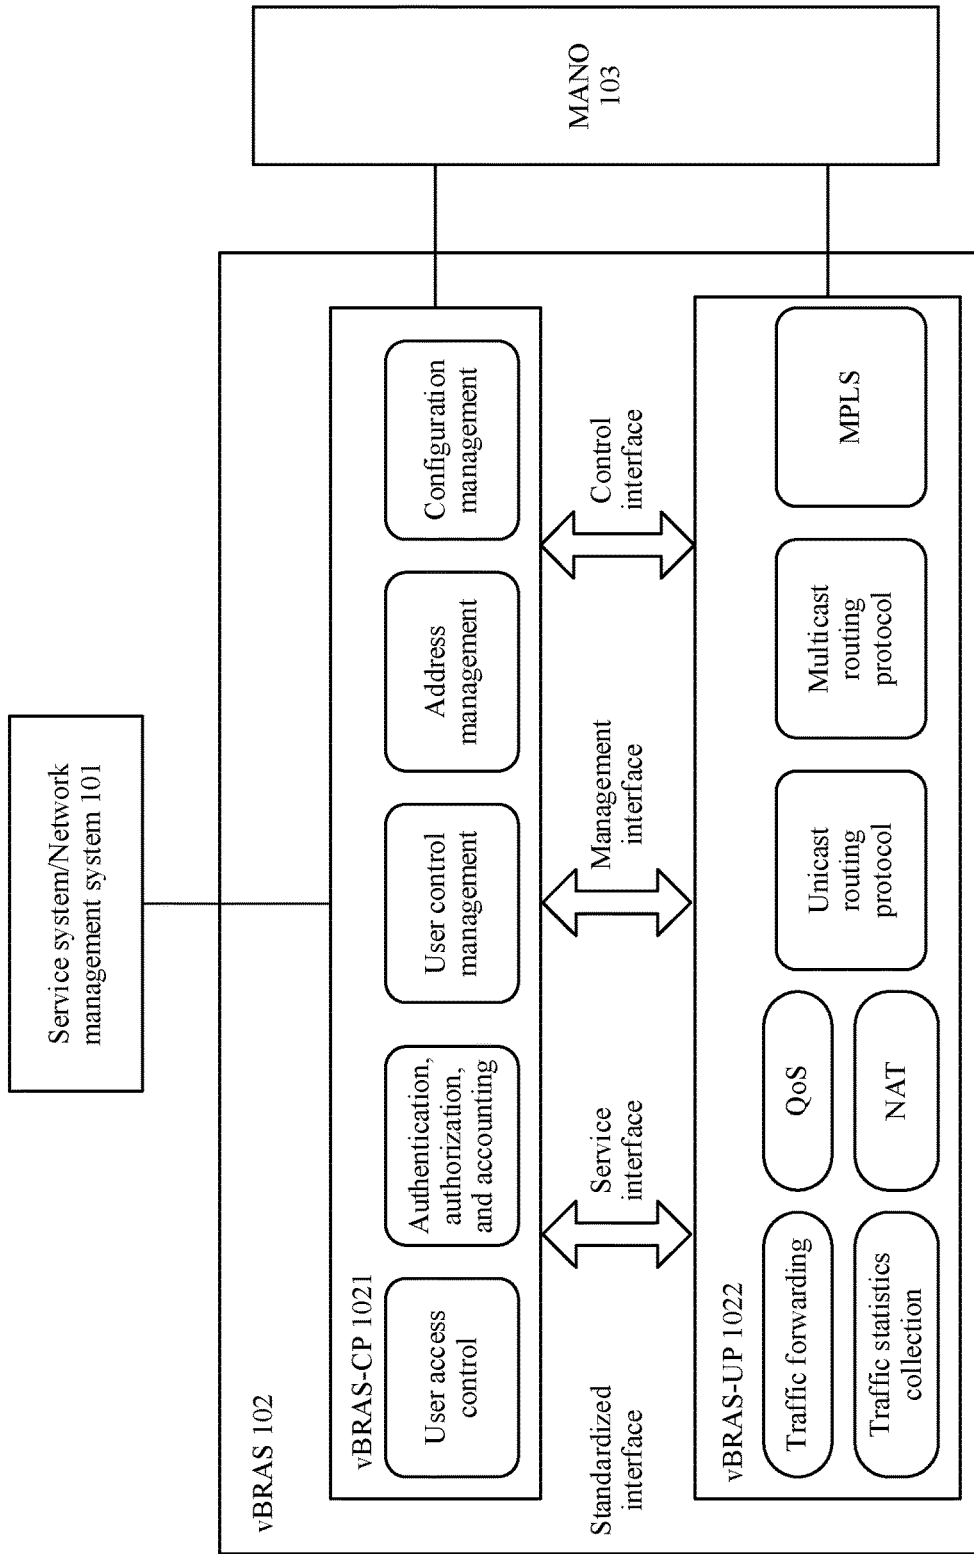 Service system/Network
management system 101
vBRAS 102
vBRAS-CP 1021
User access
control
Authentication,
authorization,
and accounting
User control
management
Address
management
Configuration
management
Standardized
interface
Service
interface
Management
interface
Control
interface
vBRAS-UP 1022
Traffic forwarding
Traffic statistics
collection
QoS
NAT
Unicast
routing
protocol
Multicast
routing
protocol
MPLS
MANO
103